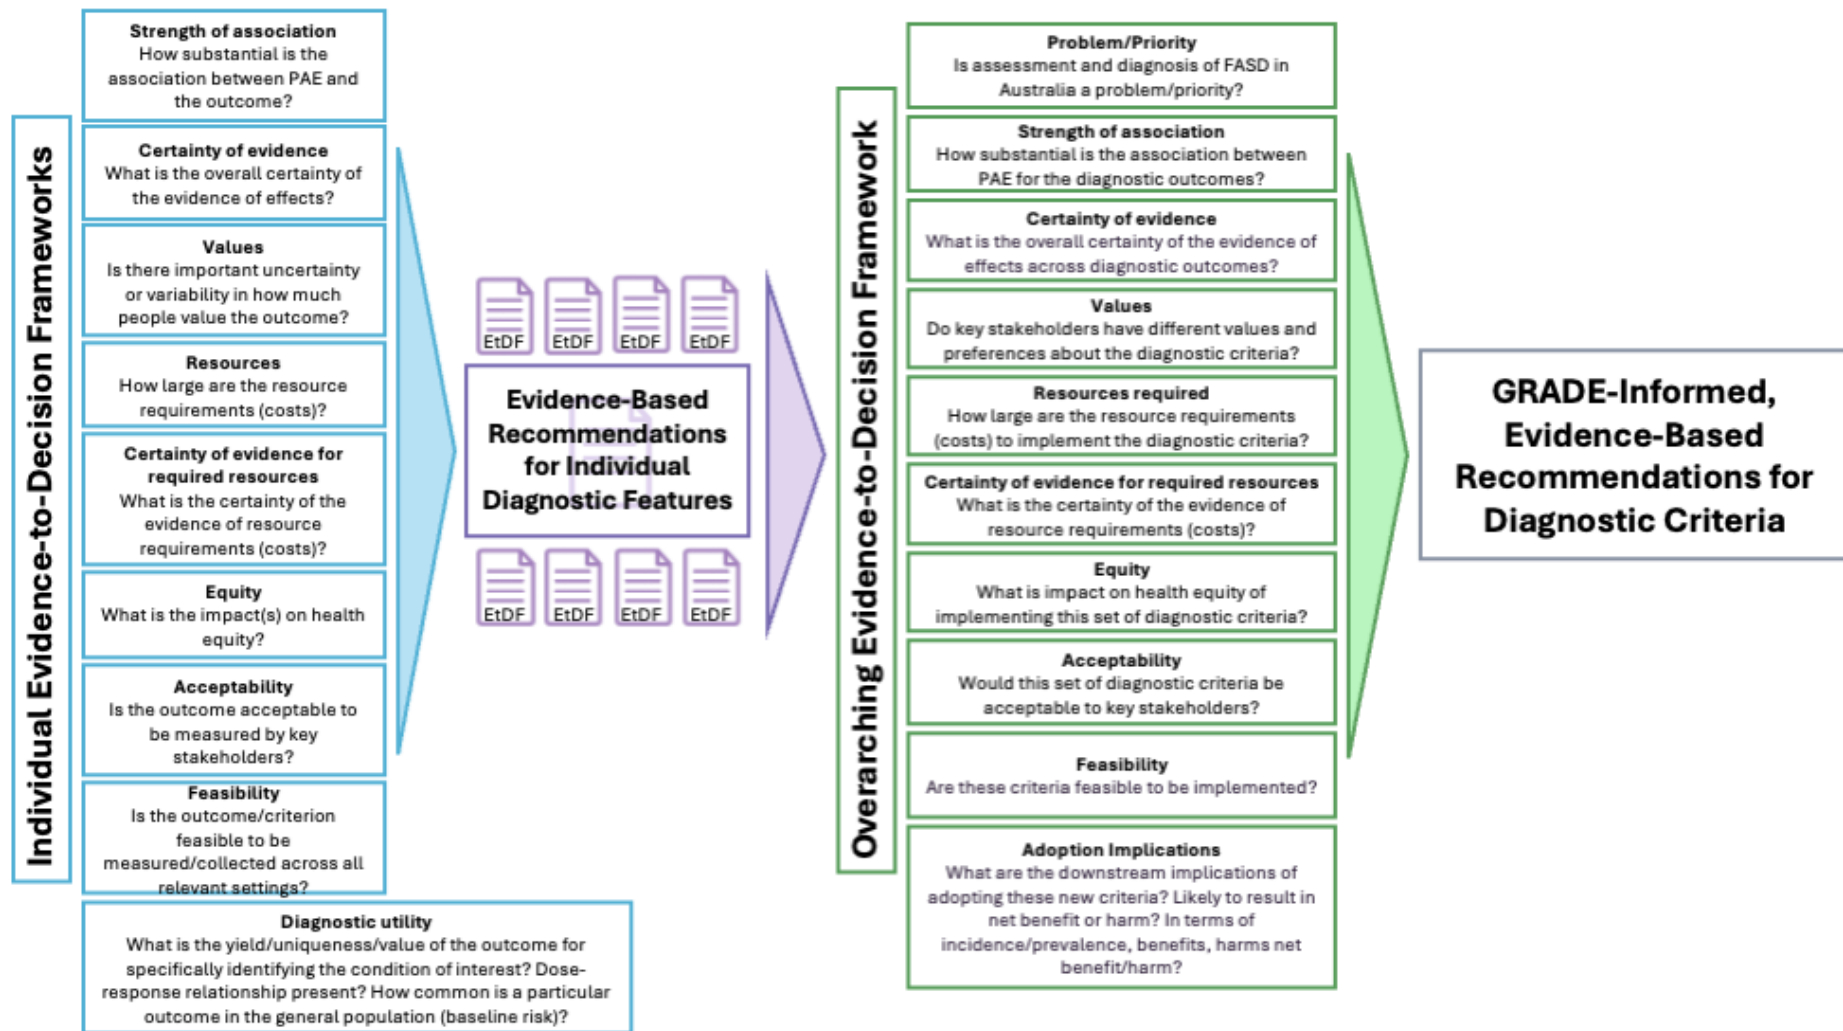 Individual Evidence-to-Decision Frameworks
Strength of association
How substantial is the
association between PAE and
the outcome?
Certainty of evidence
What is the overall certainty of
the evidence of effects?
Values
Is there important uncertainty
or variability in how much
people value the outcome?
Resources
How large are the resource
requirements (costs)?
Certainty of evidence for
required resources
What is the certainty of the
evidence of resource
requirements (costs)?
Equity
What is the impact(s) on health
equity?
Acceptability
Is the outcome acceptable to
be measured by key
stakeholders?
Feasibility
Is the outcome/criterion
feasible to be
measured/collected across all
relevant settings?
Diagnostic utility
What is the yield/uniqueness/value of the outcome for
specifically identifying the condition of interest? Dose-
response relationship present? How common is a particular
outcome in the general population (baseline risk)?
EtDF EtDF EtDF EtDF
Evidence-Based
Recommendations
for Individual
Diagnostic Features
EtDF EtDF EtDF EtDF
Overarching Evidence-to-Decision Framework
Problem/Priority
Is assessment and diagnosis of FASD in
Australia a problem/priority?
Strength of association
How substantial is the association between
PAE for the diagnostic outcomes?
Certainty of evidence
What is the overall certainty of the evidence of
effects across diagnostic outcomes?
Values
Do key stakeholders have different values and
preferences about the diagnostic criteria?
Resources required
How large are the resource requirements
(costs) to implement the diagnostic criteria?
Certainty of evidence for required resources
What is the certainty of the evidence of
resource requirements (costs)?
Equity
What is impact on health equity of
implementing this set of diagnostic criteria?
Acceptability
Would this set of diagnostic criteria be
acceptable to key stakeholders?
Feasibility
Are these criteria feasible to be implemented?
Adoption Implications
What are the downstream implications of
adopting these new criteria? Likely to result in
net benefit or harm? In terms of
incidence/prevalence, benefits, harms net
benefit/harm?
GRADE-Informed,
Evidence-Based
Recommendations for
Diagnostic Criteria